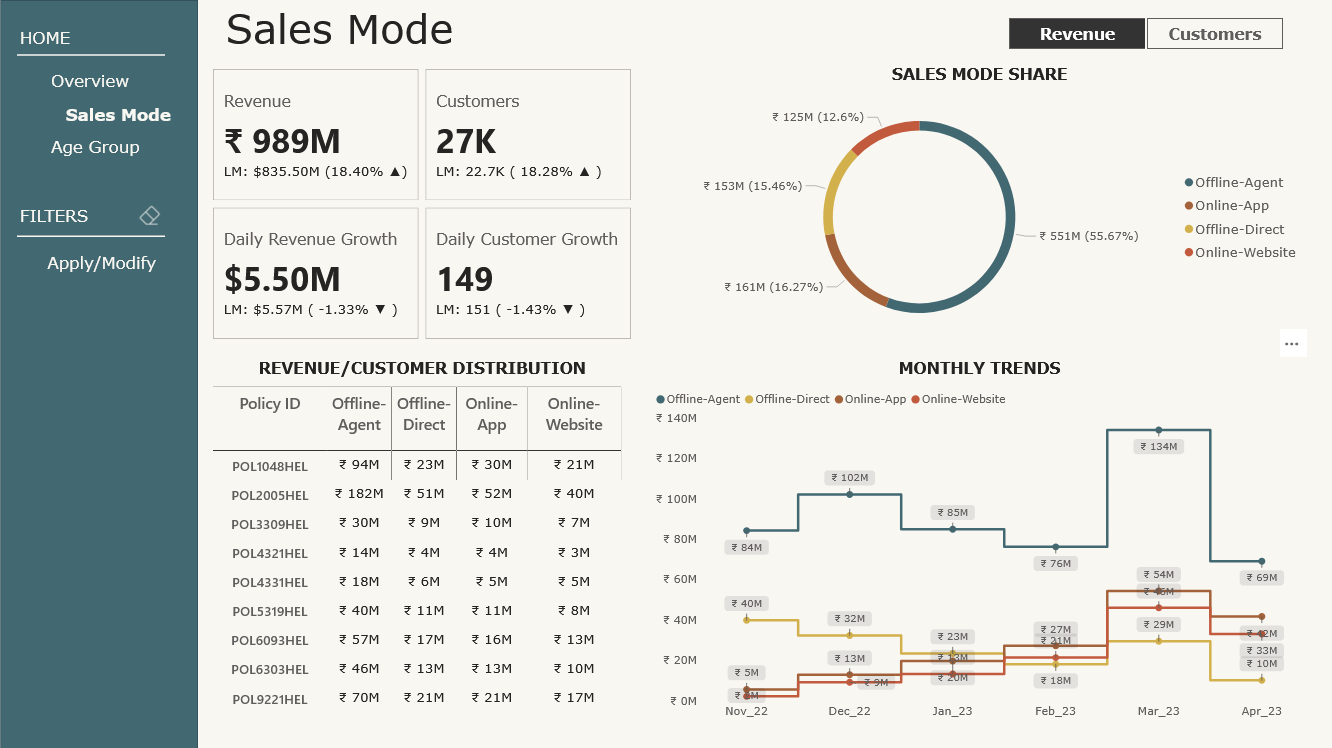 HOME
Overview
Sales Mode
Age Group
FILTERS
Apply/Modify
Sales Mode
Revenue
Customers
Revenue
₹ 989M
LM: $835.50M (18.40% ▲)
Customers
27K
LM: 22.7K ( 18.28% ▲ )
Daily Revenue Growth
$5.50M
LM: $5.57M ( -1.33% ▼ )
Daily Customer Growth
149
LM: 151 ( -1.43% ▼ )
SALES MODE SHARE
₹ 125M (12.6%)
₹ 153M (15.46%)
₹ 161M (16.27%)
₹ 551M (55.67%)
Offline-Agent
Online-App
Offline-Direct
Online-Website
REVENUE/CUSTOMER DISTRIBUTION
Policy ID Offline-Agent Offline-Direct Online-App Online-Website
POL1048HEL ₹ 94M ₹ 23M ₹ 30M ₹ 21M
POL2005HEL ₹ 182M ₹ 51M ₹ 52M ₹ 40M
POL3309HEL ₹ 30M ₹ 9M ₹ 10M ₹ 7M
POL4321HEL ₹ 14M ₹ 4M ₹ 4M ₹ 3M
POL4331HEL ₹ 18M ₹ 6M ₹ 5M ₹ 5M
POL5319HEL ₹ 40M ₹ 11M ₹ 11M ₹ 8M
POL6093HEL ₹ 57M ₹ 17M ₹ 16M ₹ 13M
POL6303HEL ₹ 46M ₹ 13M ₹ 13M ₹ 10M
POL9221HEL ₹ 70M ₹ 21M ₹ 21M ₹ 17M
MONTHLY TRENDS
Offline-Agent Offline-Direct Online-App Online-Website
₹ 140M
₹ 120M
₹ 100M
₹ 80M
₹ 60M
₹ 40M
₹ 20M
₹ 0M
₹ 84M
₹ 102M
₹ 85M
₹ 76M
₹ 134M
₹ 69M
₹ 40M
₹ 32M
₹ 23M
₹ 18M
₹ 29M
₹ 10M
₹ 5M
₹ 13M
₹ 20M
₹ 27M
₹ 54M
₹ 9M
₹ 13M
₹ 21M
₹ 46M
₹ 33M
Nov_22 Dec_22 Jan_23 Feb_23 Mar_23 Apr_23